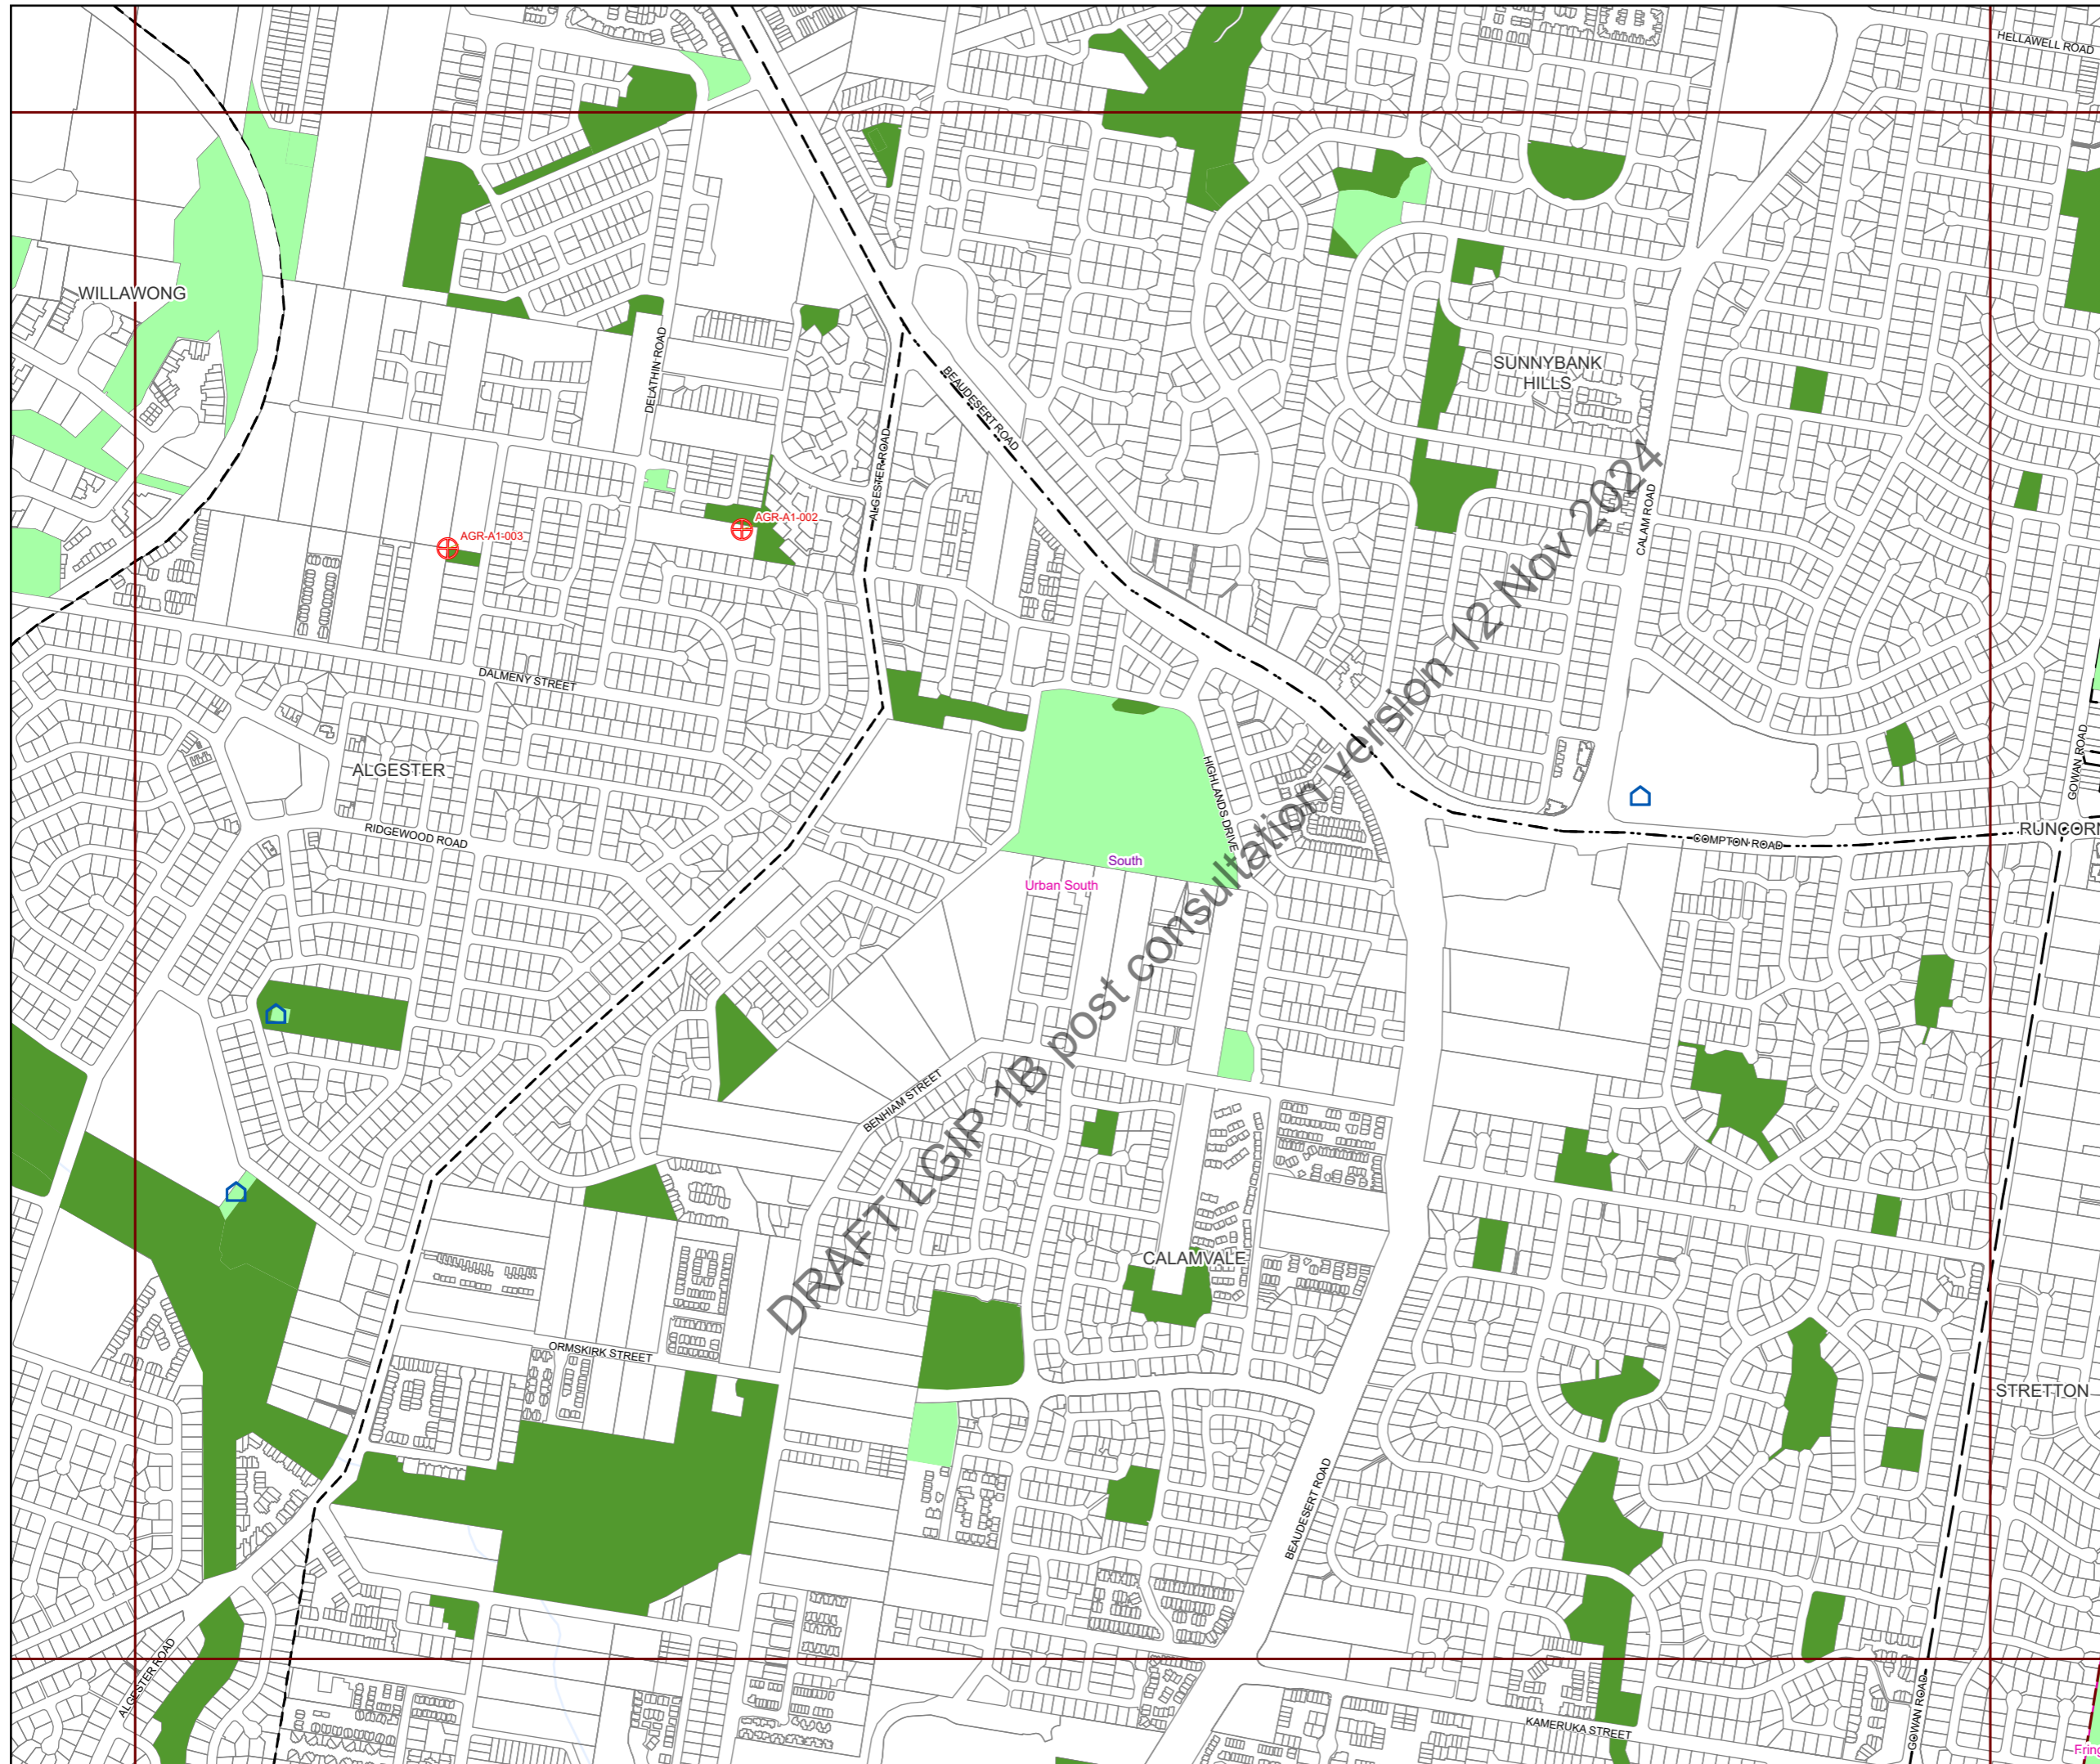 HELLAWELL ROAD
WILLAWONG
DELATHIN ROAD
BEAUDESERT ROAD
SUNNYBANK
HILLS
ALGESTER ROAD
CALAM ROAD
AGR-A1-002
AGR-A1-003
DALMENY STREET
ALGESTER
HIGHLANDS DRIVE
GOWAN ROAD
RIDGEWOOD ROAD
COMPTON ROAD
RUNCORN
South
Urban South
DRAFT LGIP 1B post consultation version 12 Nov 2024
BENHIAM STREET
CALAMVALE
ORMSKIRK STREET
STRETTON
BEAUDESERT ROAD
ALGESTER ROAD
GOWAN ROAD
KAMERUKA STREET